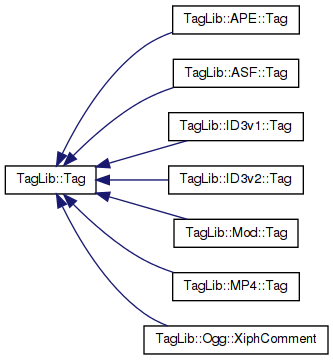 TagLib::APE::Tag
TagLib::ASF::Tag
TagLib::ID3v1::Tag
TagLib::Tag
TagLib::ID3v2::Tag
TagLib::Mod::Tag
TagLib::MP4::Tag
TagLib::Ogg::XiphComment